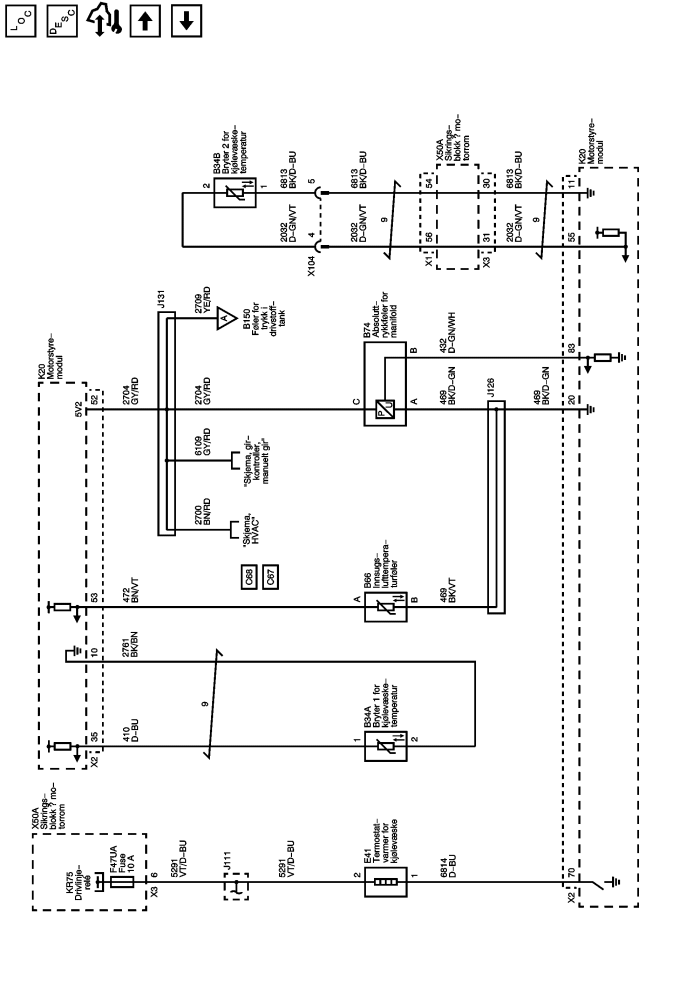 LOC
DESC
X50A
Sikrings-
blokk ? mo-
torrom
KR75
Drivlinje-
relé
F47UA
Fuse
10 A
X3
6
5291
VT/D-BU
J111
5291
VT/D-BU
2
E41
Termostat-
varmer for
kjølevæske
1
6814
D-BU
X2
70
K20
Motorstyre-
modul
5V2
X2
35
10
53
52
410
D-BU
2761
BK/BN
472
BN/VT
2704
GY/RD
9
1
B34A
Bryter 1 for
kjølevæske-
temperatur
2
A
B66
Innsugs-
lufttempera-
turføler
B
469
BK/VT
C68
C67
J131
2700
BN/RD
"Skjema,
HVAC"
6109
GY/RD
"Skjema, gir-
kontroller,
manuelt gir"
2704
GY/RD
2709
YE/RD
A
B150
Føler for
trykk i
drivstoff-
tank
C
B74
Absolutt-
rykkføler for
manifold
P
U
A
B
469
BK/D-GN
432
D-GN/WH
J126
469
BK/D-GN
20
83
2
B34B
Bryter 2 for
kjølevæske-
temperatur
1
2032
D-GN/VT
6813
BK/D-BU
X104
4
5
2032
D-GN/VT
6813
BK/D-BU
9
X50A
Sikrings-
blokk ? mo-
torrom
X1
56
54
X3
31
30
2032
D-GN/VT
6813
BK/D-BU
9
55
11
K20
Motorstyre-
modul